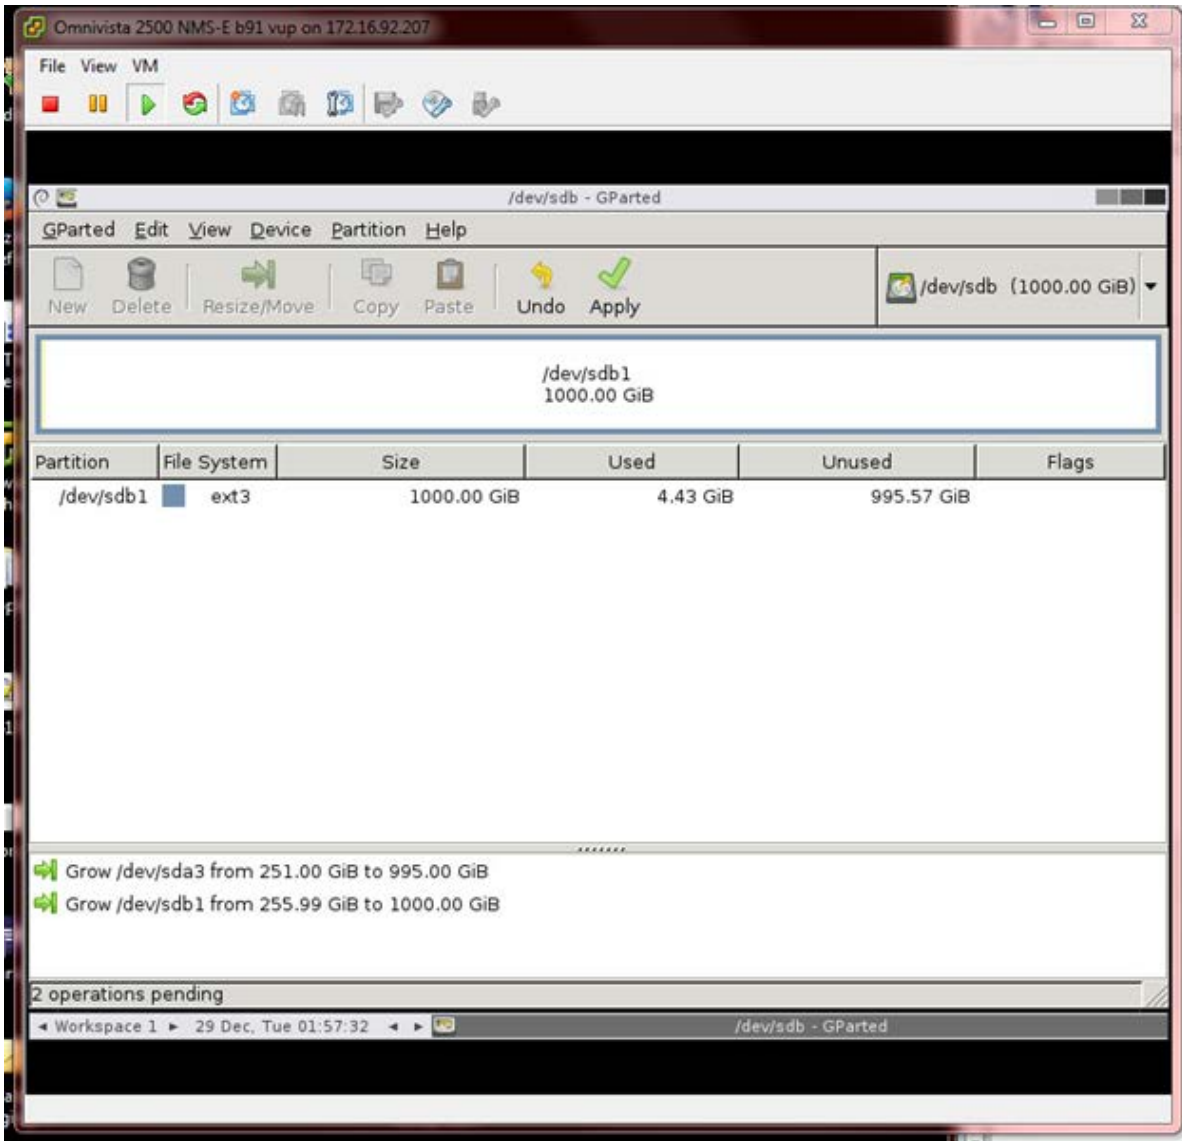 Omnivista 2500 NMS-E b91 vup on 172.16.92.207
File View VM
/dev/sdb - GParted
GParted Edit View Device Partition Help
New Delete Resize/Move Copy Paste Undo Apply /dev/sdb (1000.00 GiB)
/dev/sdb1
1000.00 GiB
Partition File System Size Used Unused Flags
/dev/sdb1 ext3 1000.00 GiB 4.43 GiB 995.57 GiB
Grow /dev/sda3 from 251.00 GiB to 995.00 GiB
Grow /dev/sdb1 from 255.99 GiB to 1000.00 GiB
2 operations pending
Workspace 1 29 Dec, Tue 01:57:32 /dev/sdb - GParted